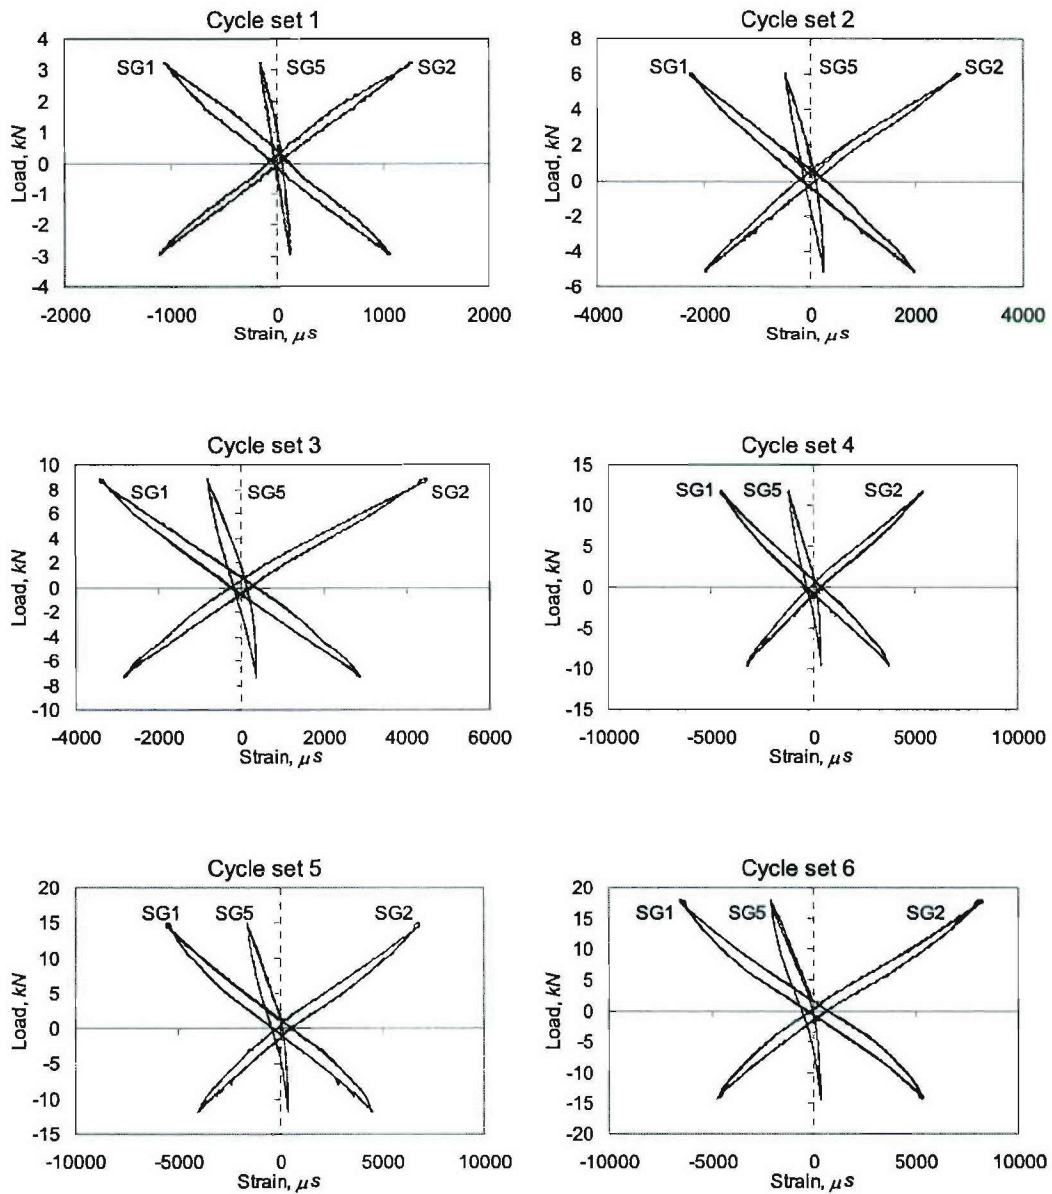 Cycle set 1
4
3
2
1
0
-1
-2
-3
-4
Load, kN
SG1
SG5
SG2
-2000 -1000 0 1000 2000
Strain, μs
Cycle set 2
8
6
4
2
0
-2
-4
-6
Load, kN
SG1
SG5
SG2
-4000 -2000 0 2000 4000
Strain, μs
Cycle set 3
10
8
6
4
2
0
-2
-4
-6
-8
-10
Load, kN
SG1
SG5
SG2
-4000 -2000 0 2000 4000 6000
Strain, μs
Cycle set 4
15
10
5
0
-5
-10
-15
Load, kN
SG1
SG5
SG2
-10000 -5000 0 5000 10000
Strain, μs
Cycle set 5
20
15
10
5
0
-5
-10
-15
Load, kN
SG1
SG5
SG2
-10000 -5000 0 5000 10000
Strain, μs
Cycle set 6
20
15
10
5
0
-5
-10
-15
-20
Load, kN
SG1
SG5
SG2
-10000 -5000 0 5000 10000
Strain, μs